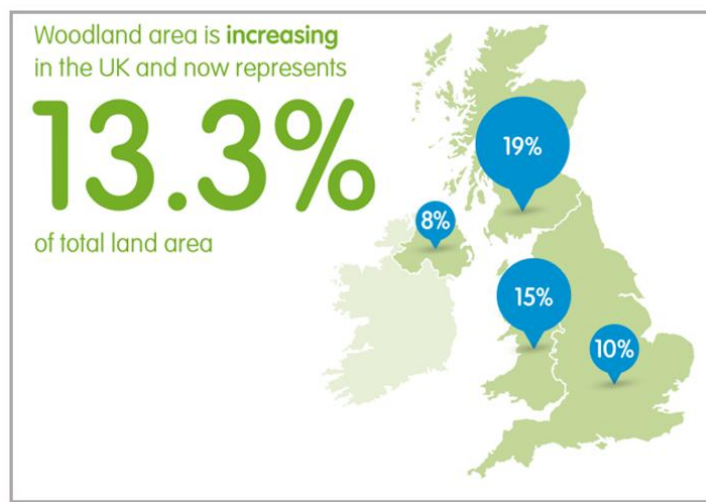 Woodland area is increasing
in the UK and now represents
13.3%
of total land area
19%
8%
15%
10%